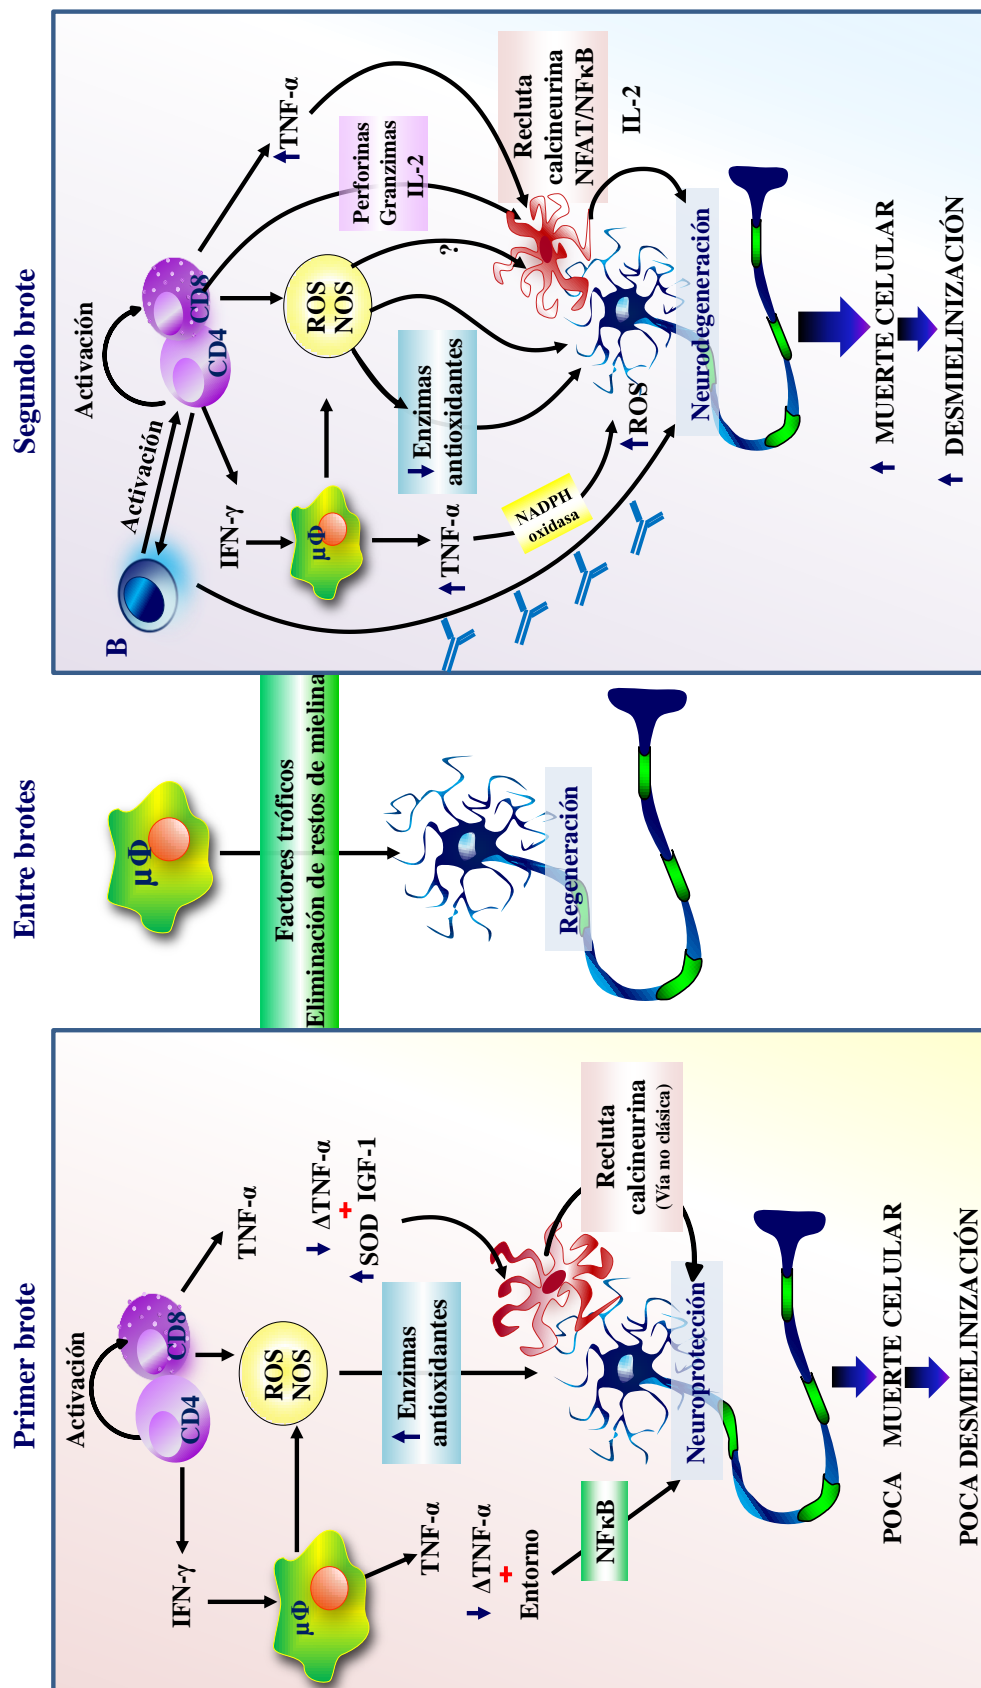 Primer brote
Activación
CD4
CD8
IFN-γ
TNF-α
μΦ
ROS
NOS
TNF-α
ΔTNF-α
+
SOD IGF-1
Enzimas
antioxidantes
ΔTNF-α
+
Entorno
NFκB
Recluta
calcineurina
(Vía no clásica)
Neuroprotección
POCA MUERTE CELULAR
POCA DESMIELINIZACIÓN
Entre brotes
μΦ
Factores tróficos
Eliminación de restos de mielina
Regeneración
Segundo brote
Activación
B
Activación
CD4
CD8
TNF-α
IFN-γ
μΦ
ROS
NOS
Perforinas
Granzimas
IL-2
?
Enzimas
antioxidantes
TNF-α
NADPH
oxidasa
ROS
Recluta
calcineurina
NFAT/NFκB
IL-2
Neurodegeneración
MUERTE CELULAR
DESMIELINIZACIÓN